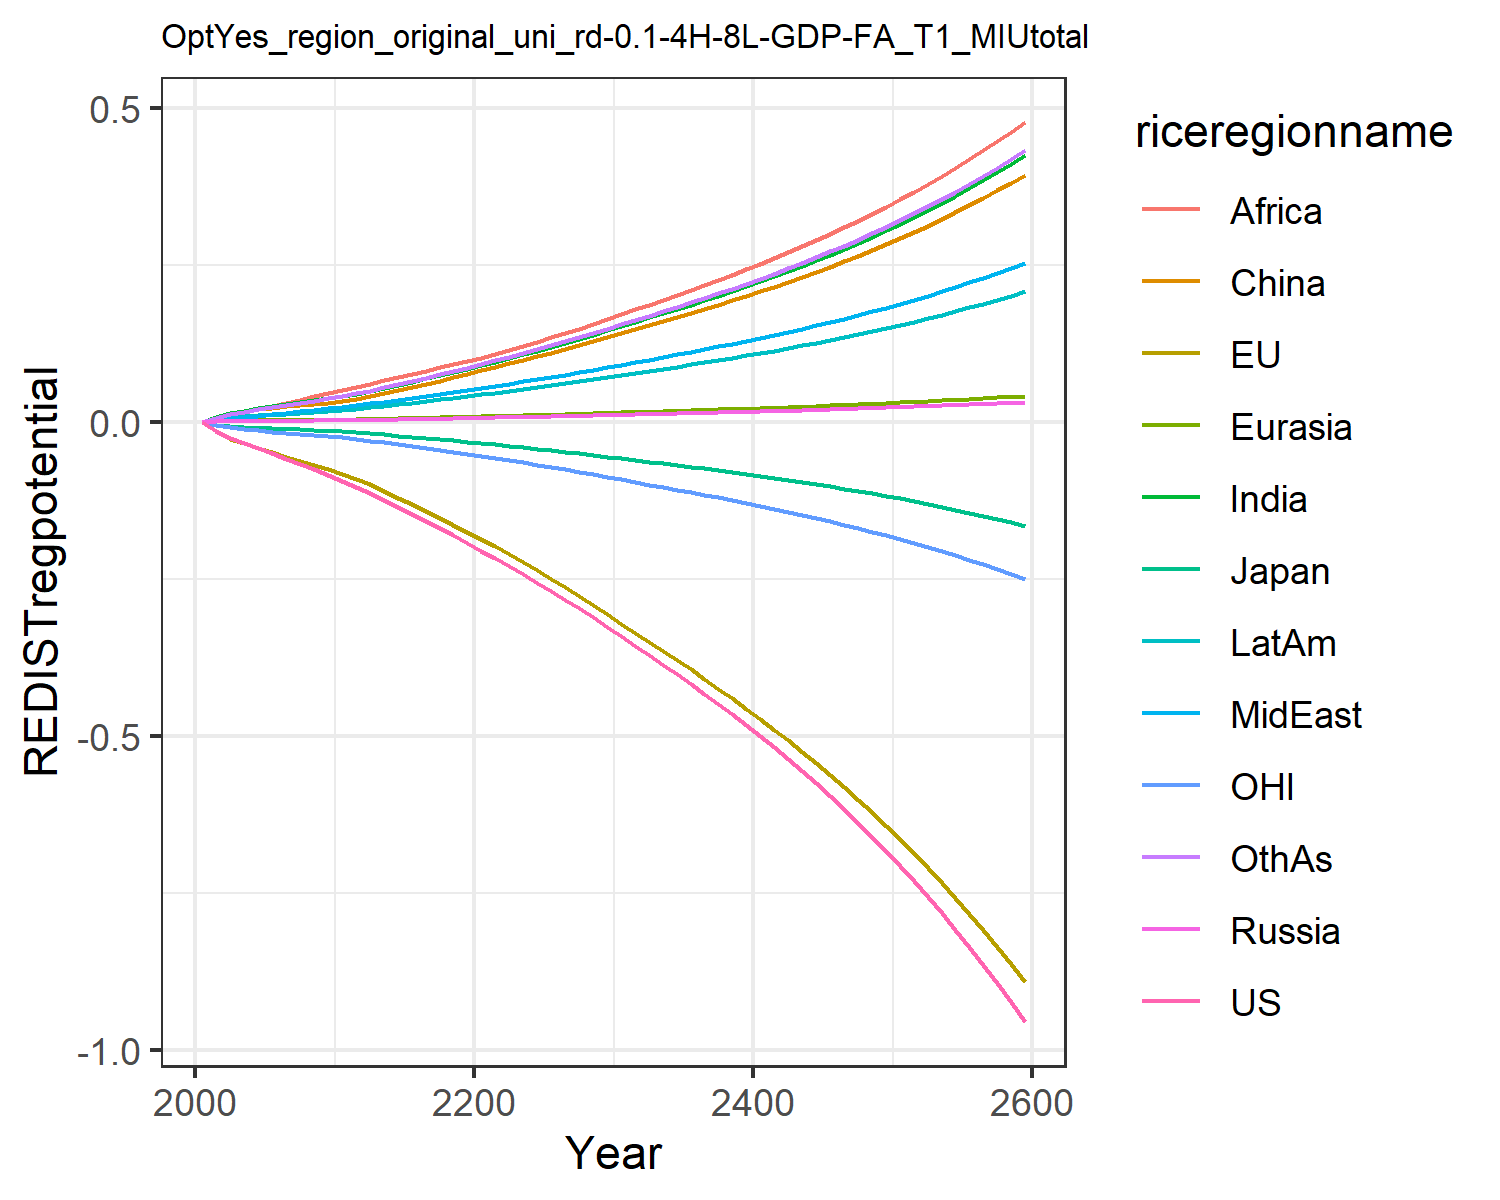 OptYes_region_original_uni_rd-0.1-4H-8L-GDP-FA_T1_MIUtotal
REDISTregpotential
0.5
0.0
-0.5
-1.0
2000 2200 2400 2600
Year
riceregionname
Africa
China
EU
Eurasia
India
Japan
LatAm
MidEast
OHI
OthAs
Russia
US